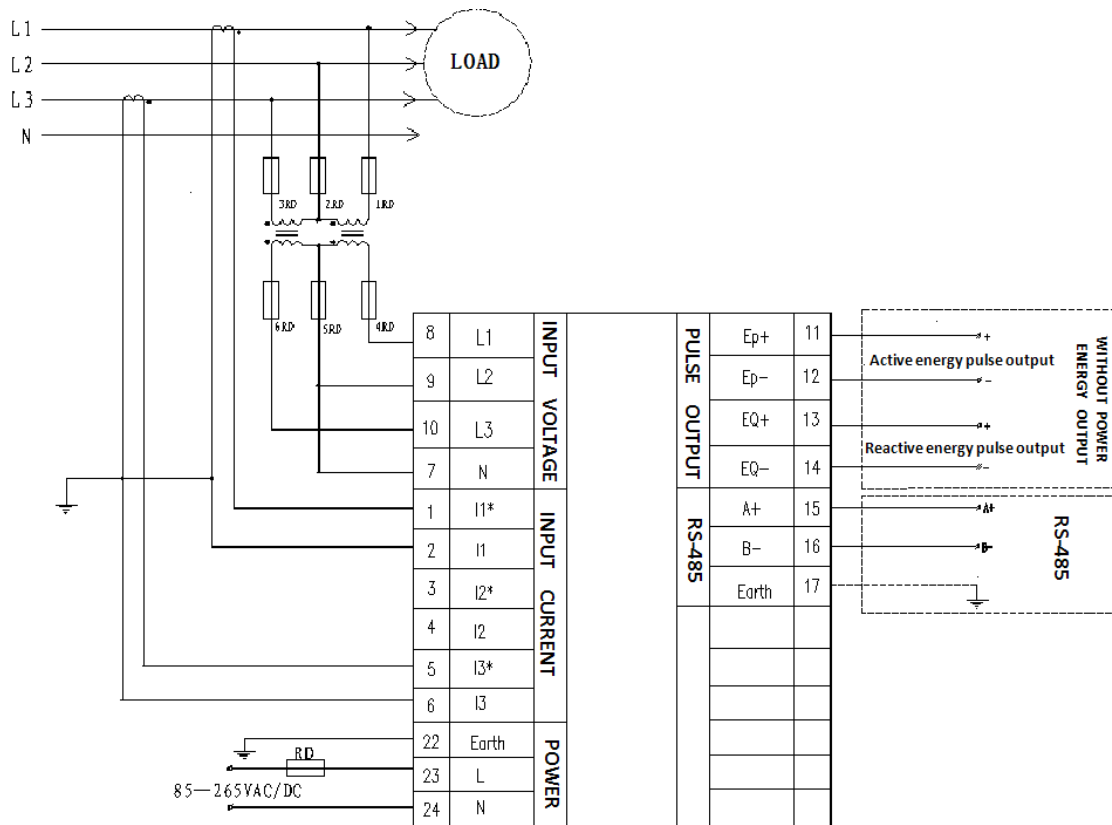 L1
L2
L3
N
LOAD
3RD
2RD
1RD
6RD
5RD
4RD
8 L1
9 L2
10 L3
7 N
INPUT VOLTAGE
1 I1*
2 I1
3 I2*
4 I2
5 I3*
6 I3
INPUT CURRENT
22 Earth
23 L
24 N
POWER
RD
85—265VAC/DC
PULSE OUTPUT
Ep+ 11
Ep- 12
EQ+ 13
EQ- 14
RS-485
A+ 15
B- 16
Earth 17
+
Active energy pulse output
-
+
Reactive energy pulse output
-
WITHOUT POWER
ENERGY OUTPUT
A+
B-
RS-485